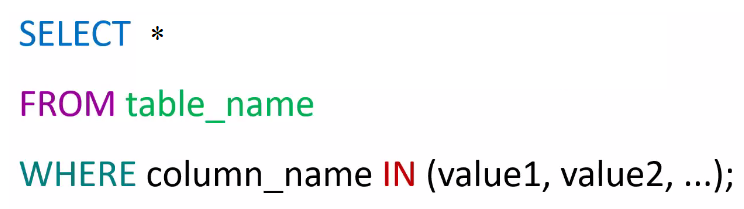 SELECT *
FROM table_name
WHERE column_name IN (value1, value2, ...);